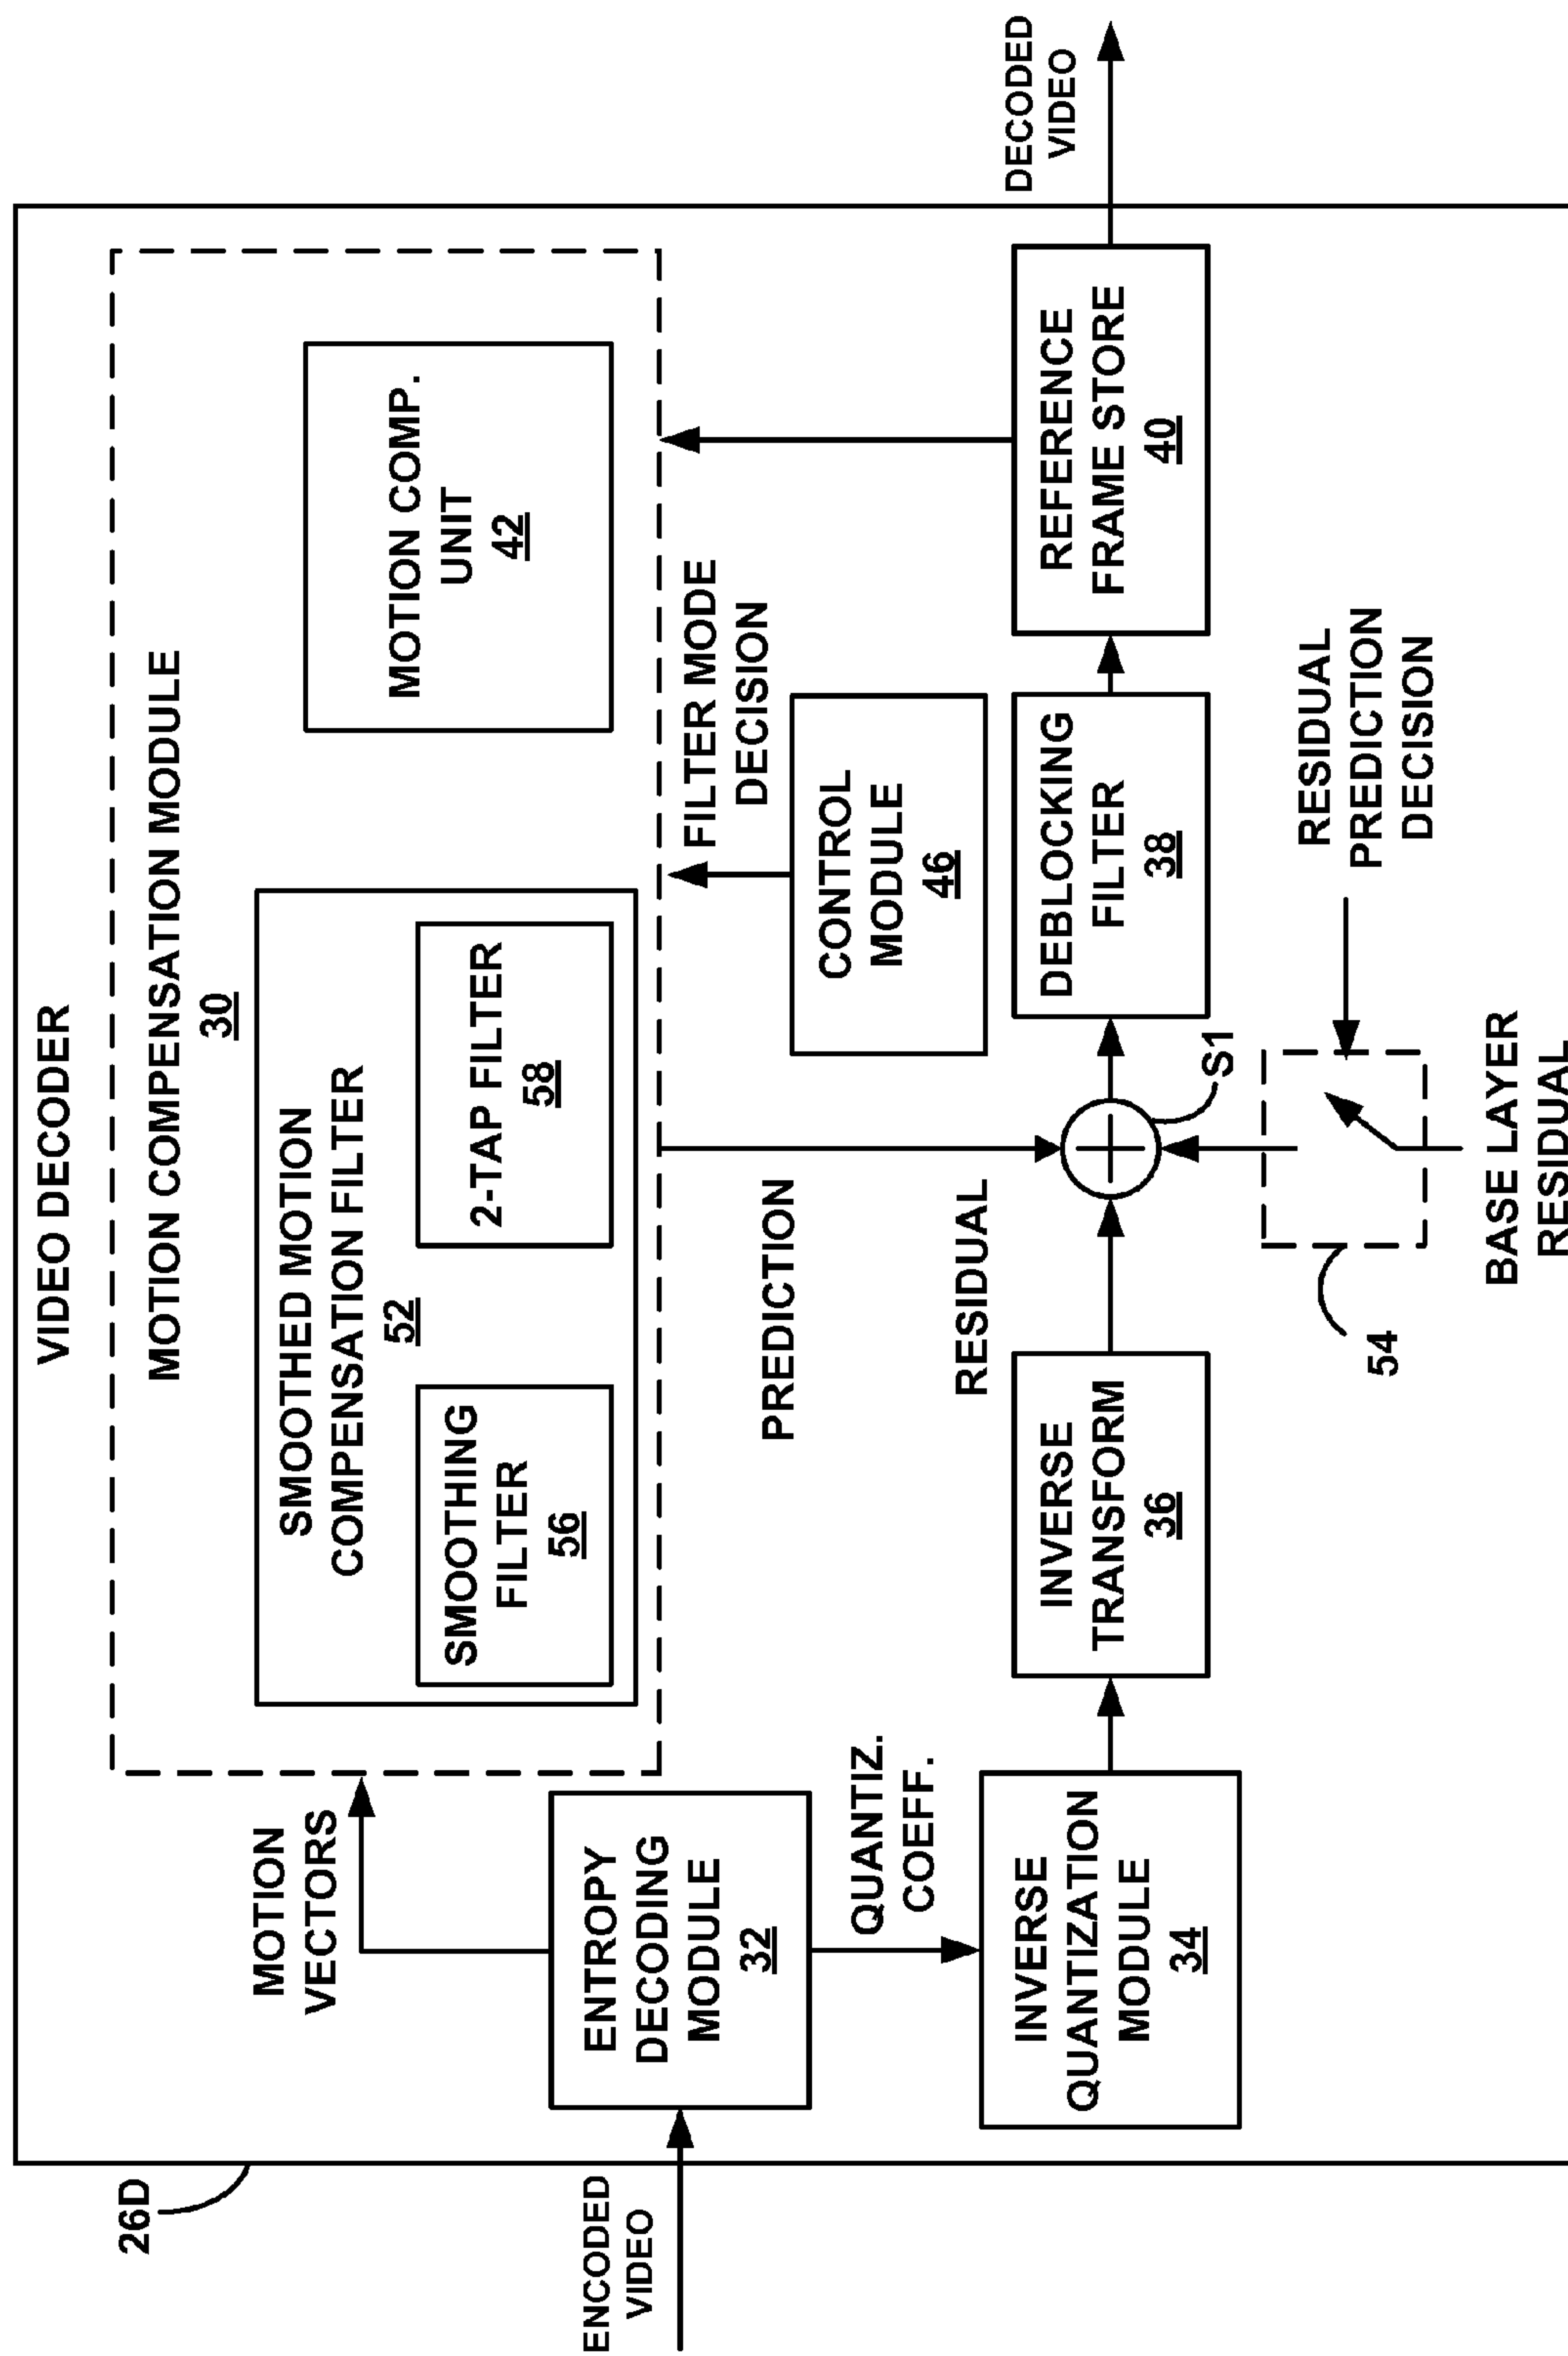 26D
VIDEO DECODER
MOTION COMPENSATION MODULE
30
SMOOTHED MOTION
COMPENSATION FILTER
52
SMOOTHING
FILTER
56
2-TAP FILTER
58
MOTION COMP.
UNIT
42
MOTION
VECTORS
ENCODED
VIDEO
ENTROPY
DECODING
MODULE
32
QUANTIZ.
COEFF.
PREDICTION
FILTER MODE
DECISION
CONTROL
MODULE
46
INVERSE
QUANTIZATION
MODULE
34
INVERSE
TRANSFORM
36
RESIDUAL
S1
DEBLOCKING
FILTER
38
REFERENCE
FRAME STORE
40
DECODED
VIDEO
54
RESIDUAL
PREDICTION
DECISION
BASE LAYER
RESIDUAL